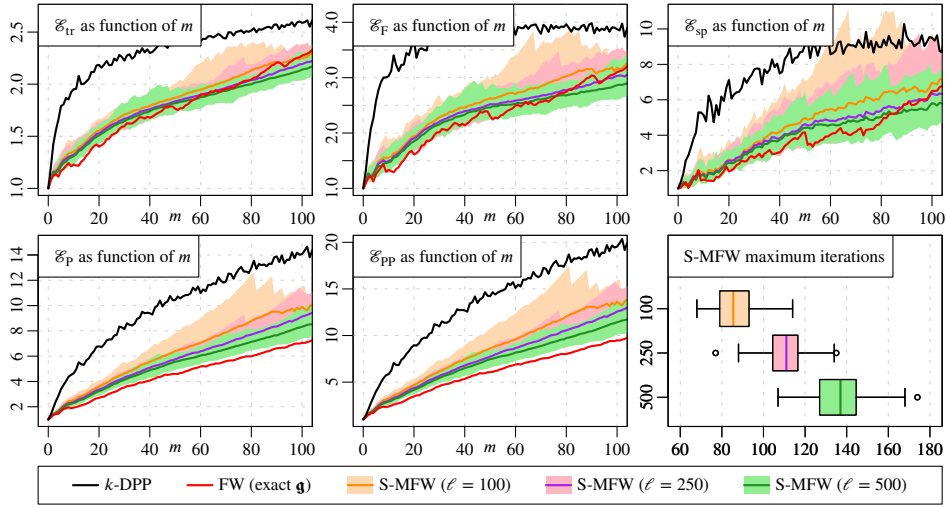 ℰtr as function of m
ℰF as function of m
ℰsp as function of m
1.0 1.5 2.0 2.5
1.0 2.0 3.0 4.0
2 4 6 8 10
0 20 40 m 60 80 100
0 20 40 m 60 80 100
0 20 40 m 60 80 100
ℰP as function of m
ℰPP as function of m
S-MFW maximum iterations
2 4 6 8 10 12 14
5 10 15 20
100
250
500
0 20 40 m 60 80 100
0 20 40 m 60 80 100
60 80 100 120 140 160 180
k-DPP FW (exact 𝖌) S-MFW (ℓ = 100) S-MFW (ℓ = 250) S-MFW (ℓ = 500)